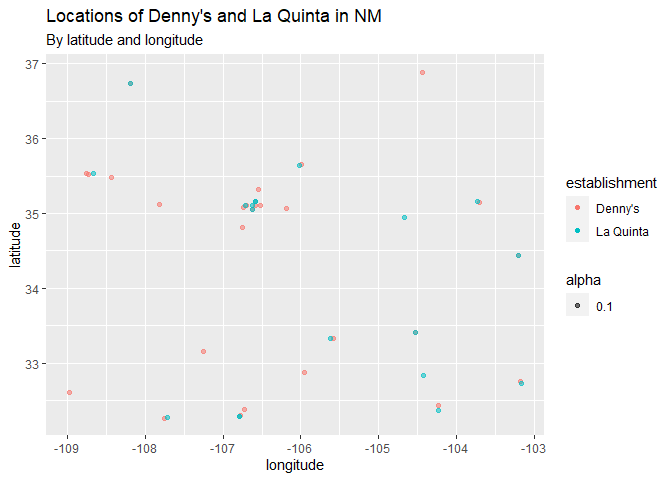 Locations of Denny's and La Quinta in NM
By latitude and longitude
37
36
35
34
33
latitude
-109
-108
-107
-106
-105
-104
-103
longitude
establishment
Denny's
La Quinta
alpha
0.1